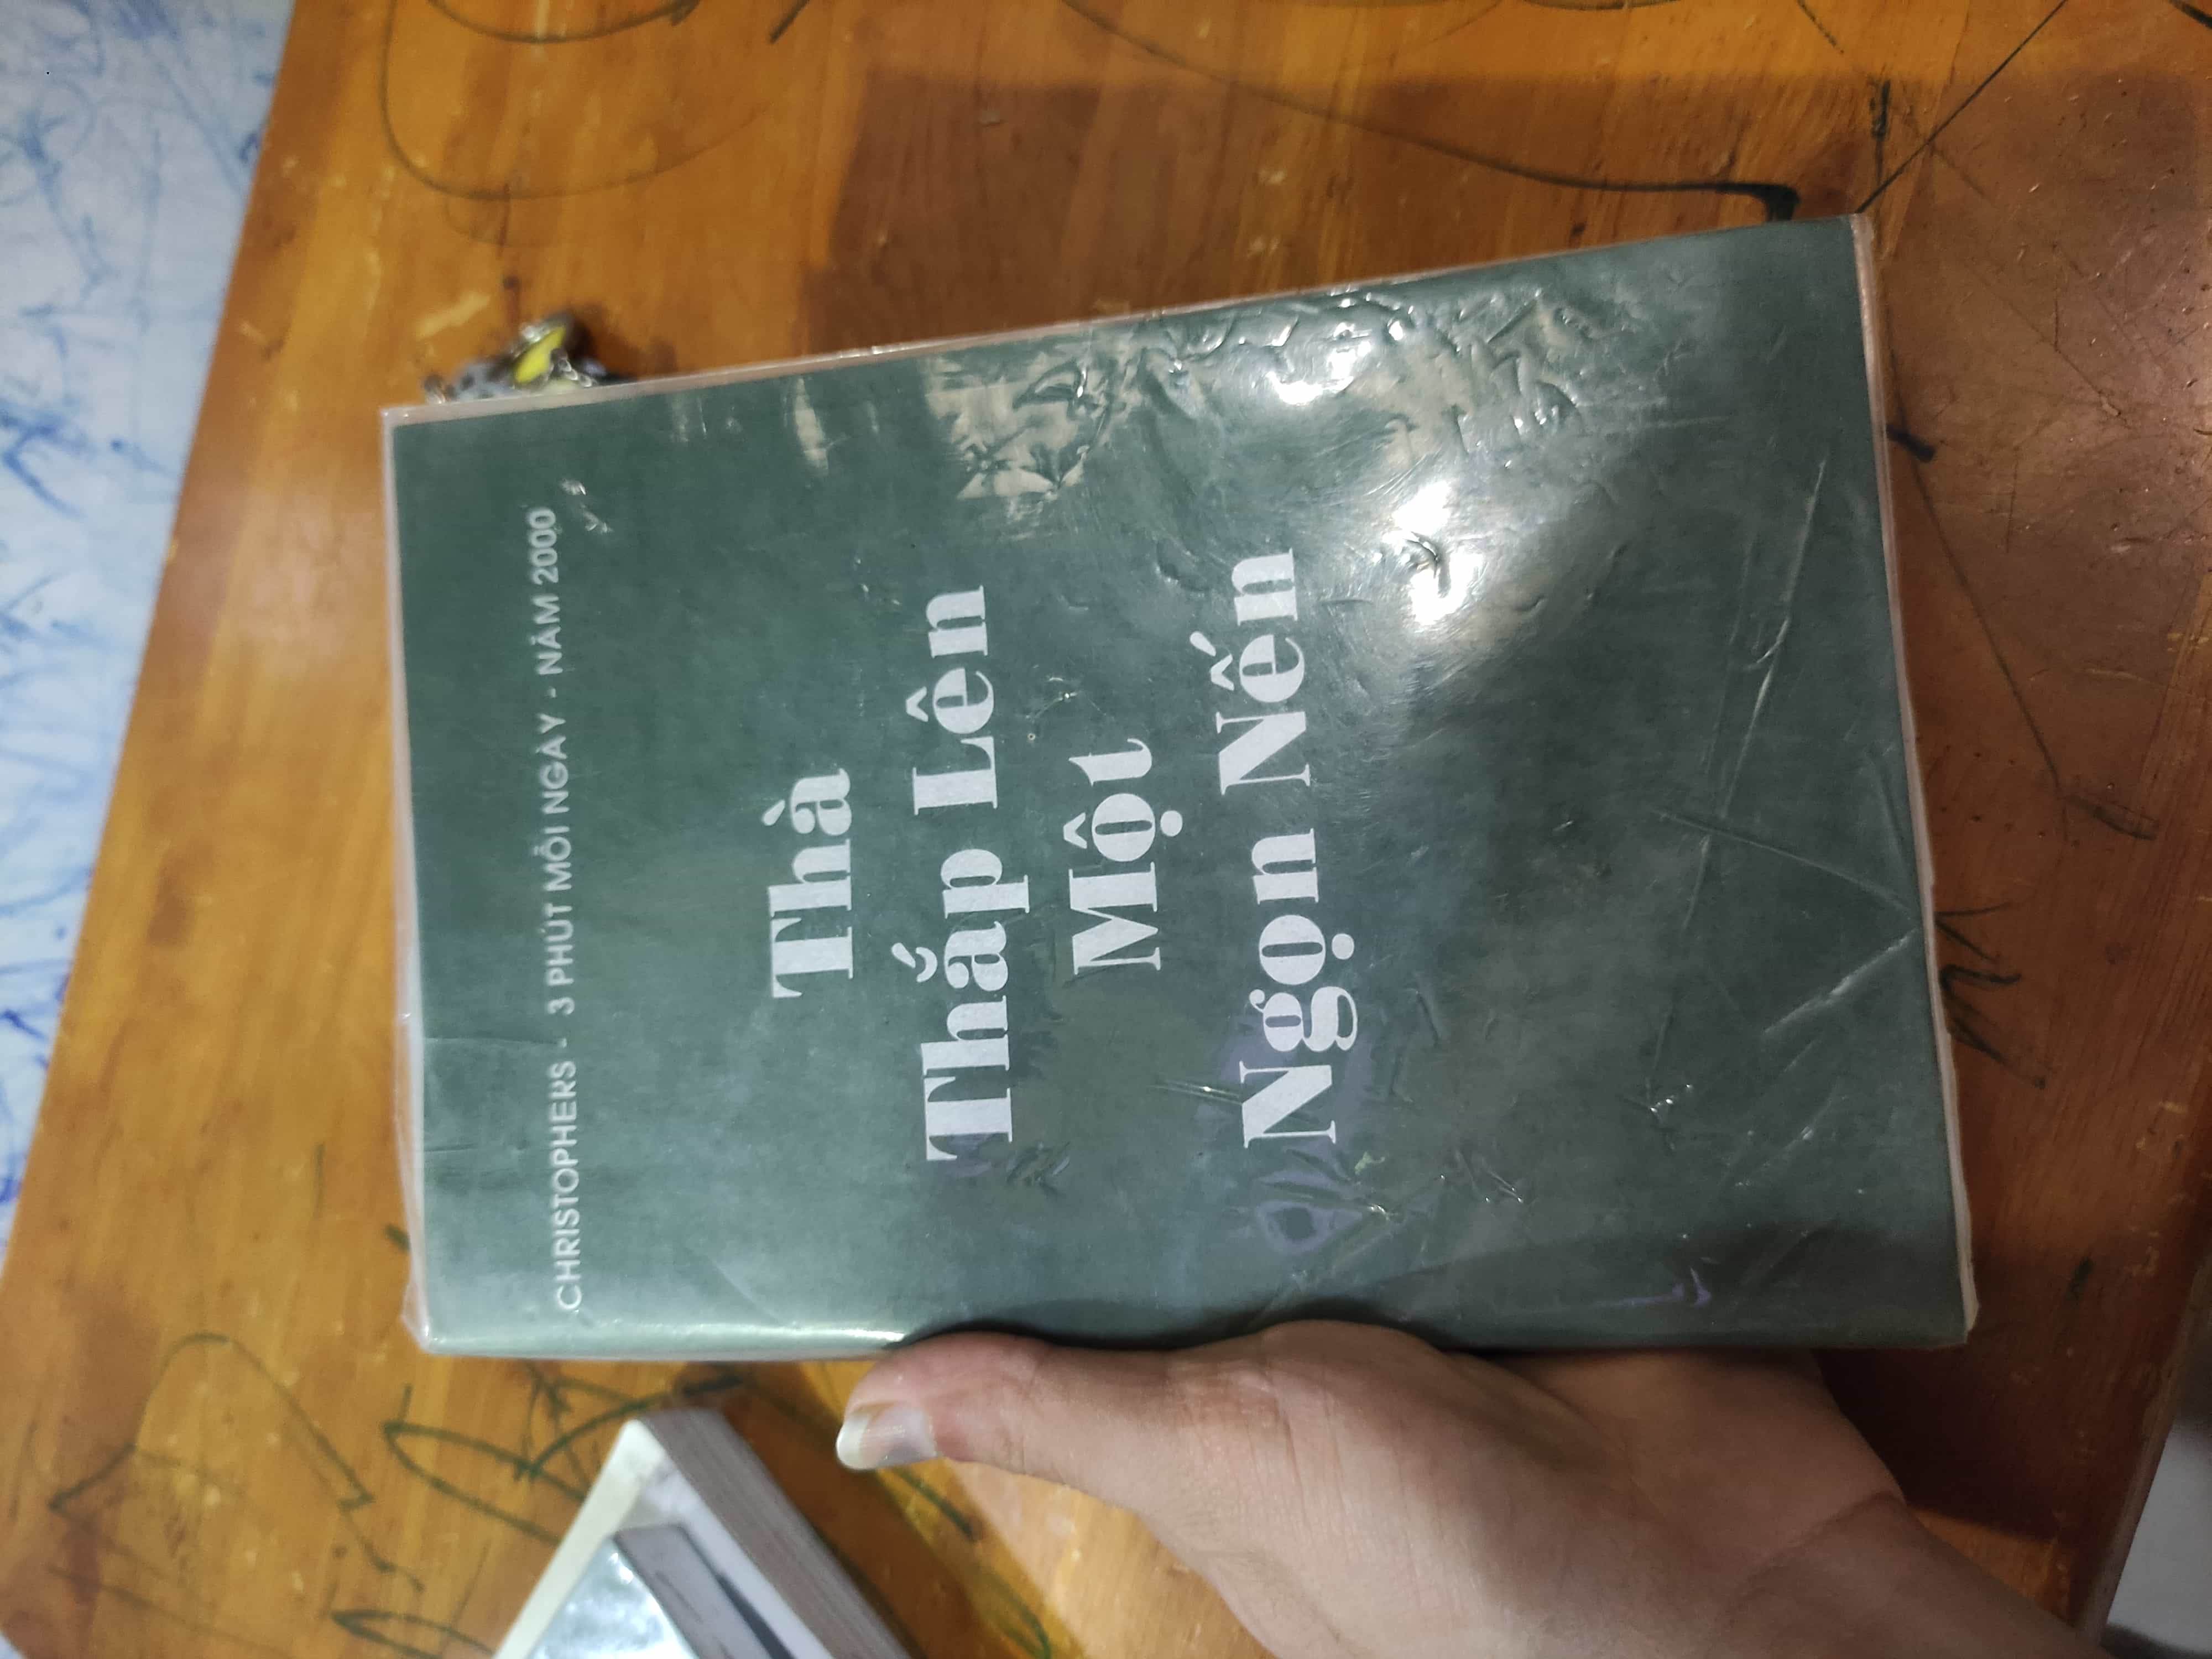 CHRISTOPHERS - 3 PHÚT MỖI NGÀY - NĂM 2000
Thà
Thắp Lên
Một
Ngọn Nến